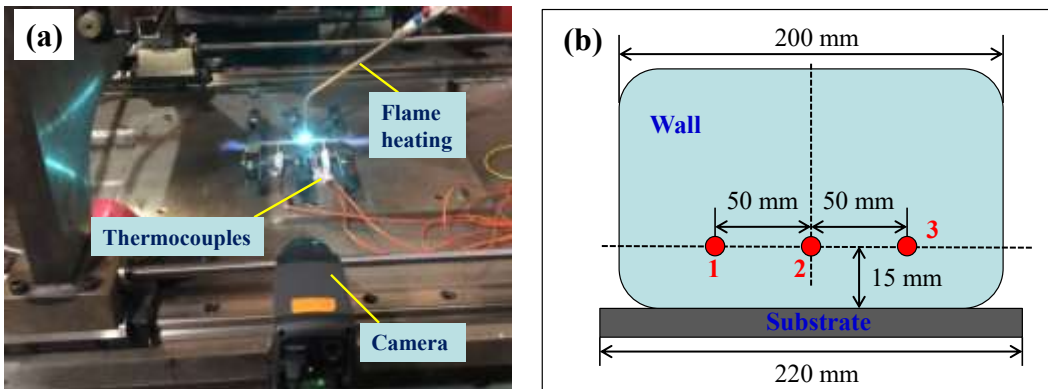 (a)
Flame
heating
Thermocouples
Camera
(b)
200 mm
Wall
50 mm
50 mm
1
2
3
15 mm
Substrate
220 mm